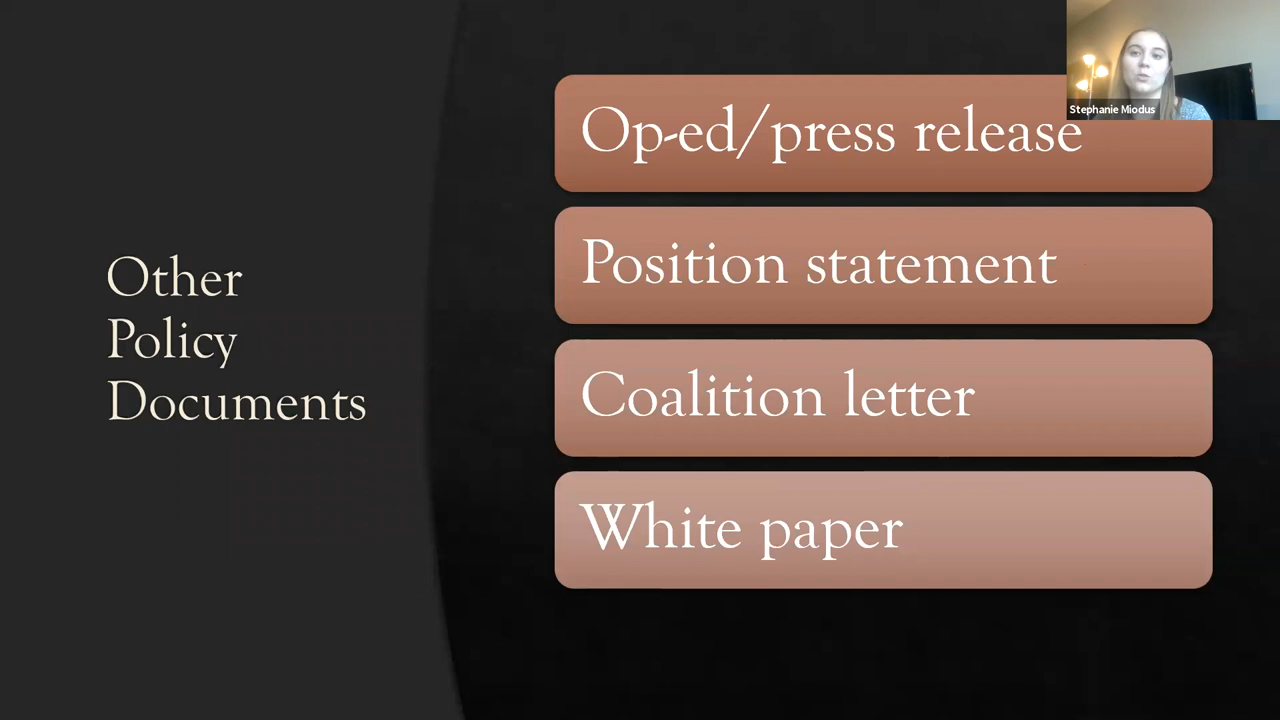 Other
Policy
Documents
Op-ed/press release
Position statement
Coalition letter
White paper
Stephanie Miodus